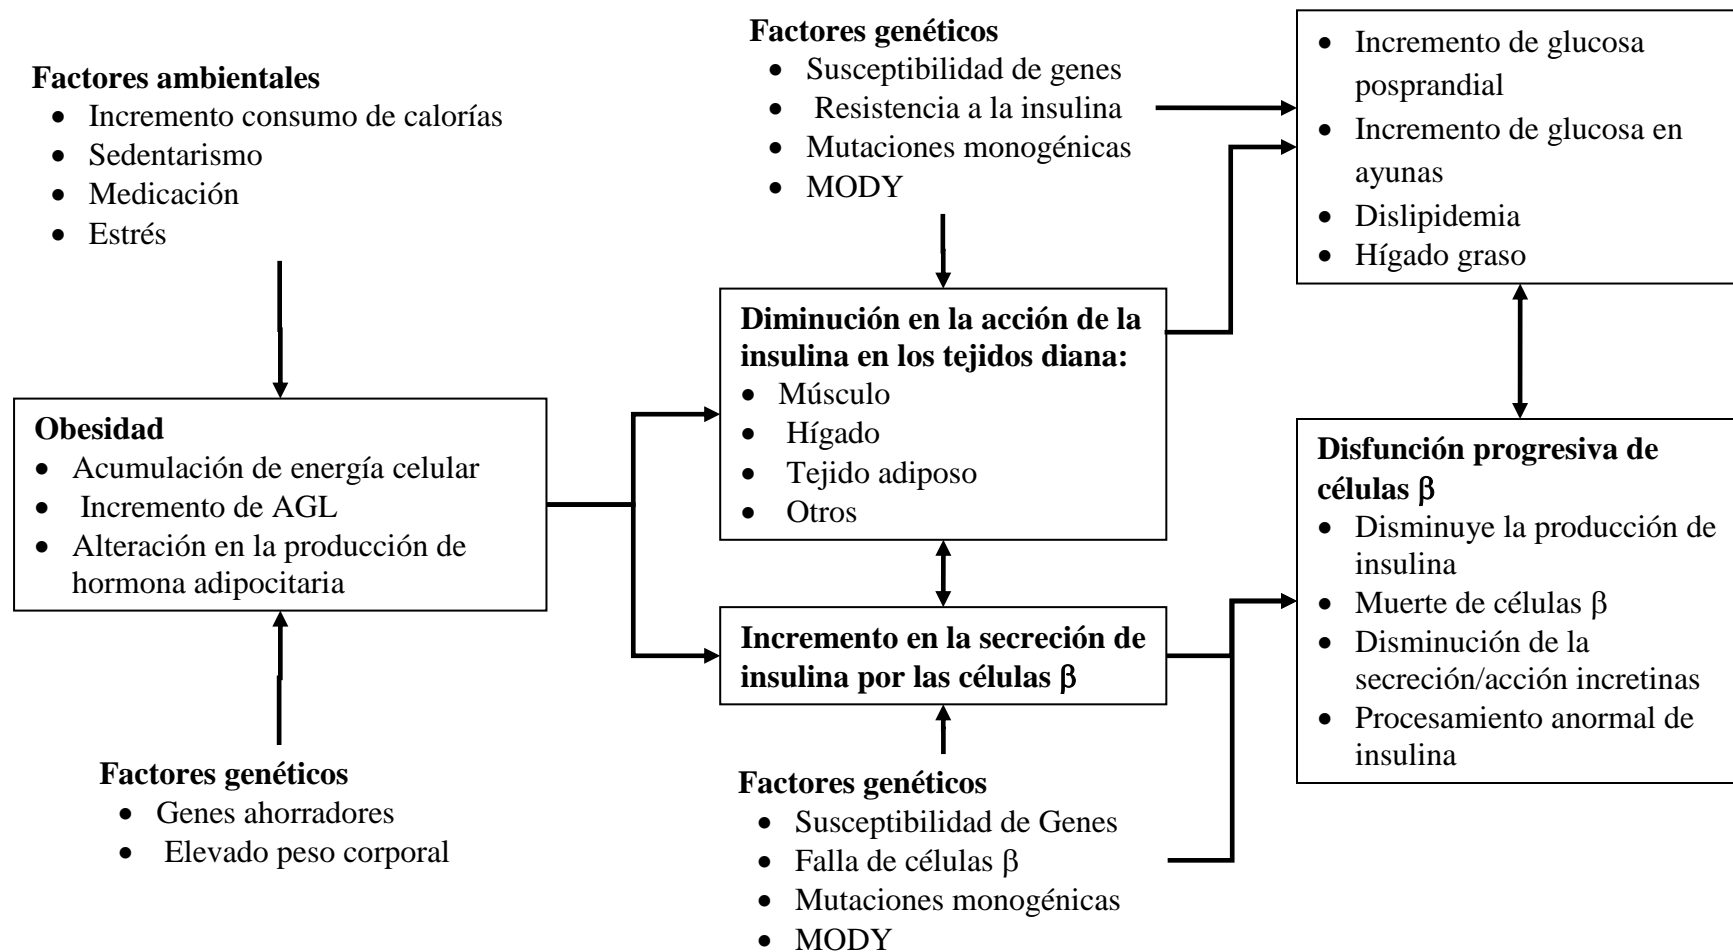 Factores ambientales
• Incremento consumo de calorías
• Sedentarismo
• Medicación
• Estrés
Obesidad
• Acumulación de energía celular
• Incremento de AGL
• Alteración en la producción de
hormona adipocitaria
Factores genéticos
• Genes ahorradores
• Elevado peso corporal
Factores genéticos
• Susceptibilidad de genes
• Resistencia a la insulina
• Mutaciones monogénicas
• MODY
Diminución en la acción de la
insulina en los tejidos diana:
• Músculo
• Hígado
• Tejido adiposo
• Otros
Incremento en la secreción de
insulina por las células β
Factores genéticos
• Susceptibilidad de Genes
• Falla de células β
• Mutaciones monogénicas
• MODY
• Incremento de glucosa
posprandial
• Incremento de glucosa en
ayunas
• Dislipidemia
• Hígado graso
Disfunción progresiva de
células β
• Disminuye la producción de
insulina
• Muerte de células β
• Disminución de la
secreción/acción incretinas
• Procesamiento anormal de
insulina